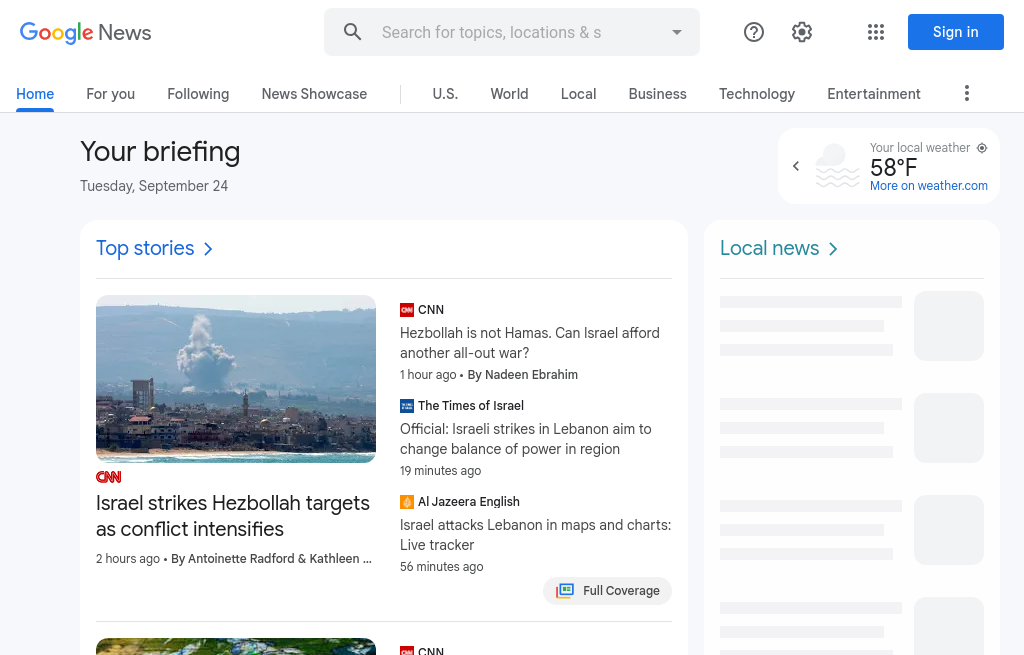 Google News
Search for topics, locations & s
Sign in
Home
For you
Following
News Showcase
U.S.
World
Local
Business
Technology
Entertainment
Your briefing
Tuesday, September 24
Your local weather
58°F
More on weather.com
Top stories
CNN
Israel strikes Hezbollah targets
as conflict intensifies
2 hours ago • By Antoinette Radford & Kathleen ...
CNN
Hezbollah is not Hamas. Can Israel afford
another all-out war?
1 hour ago • By Nadeen Ebrahim
The Times of Israel
Official: Israeli strikes in Lebanon aim to
change balance of power in region
19 minutes ago
Al Jazeera English
Israel attacks Lebanon in maps and charts:
Live tracker
56 minutes ago
Full Coverage
CNN
Local news